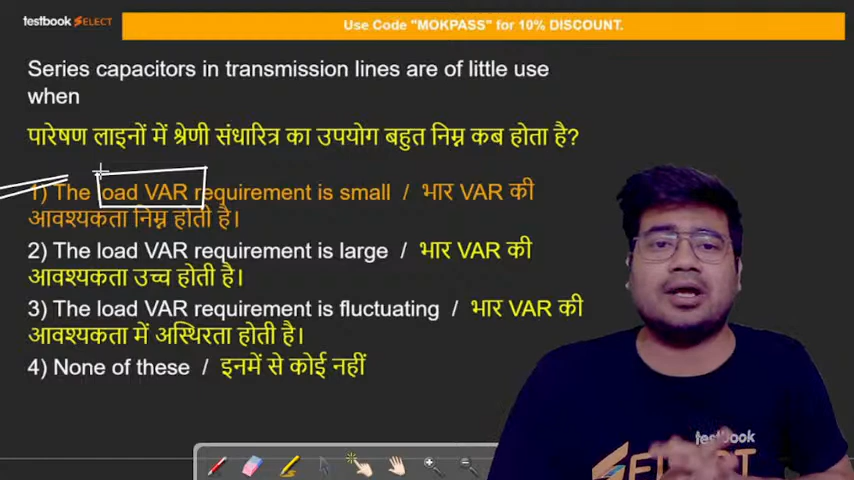 testbook SELECT
Use Code "MOKPASS" for 10% DISCOUNT.
Series capacitors in transmission lines are of little use
when
पारेषण लाइनों में श्रेणी संधारित्र का उपयोग बहुत निम्न कब होता है?
1) The load VAR requirement is small / भार VAR की
आवश्यकता निम्न होती है।
2) The load VAR requirement is large / भार VAR की
आवश्यकता उच्च होती है।
3) The load VAR requirement is fluctuating / भार VAR की
आवश्यकता में अस्थिरता होती है।
4) None of these / इनमें से कोई नहीं
testbook
SELECT